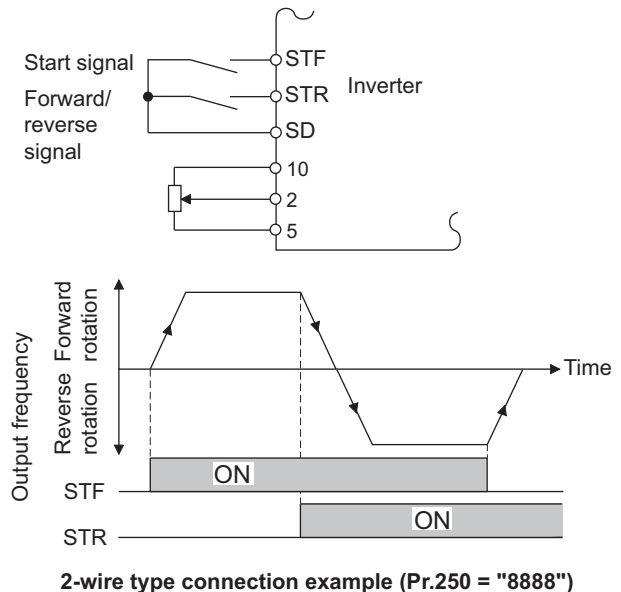 Start signal
Forward/
reverse
signal
STF
STR
SD
10
2
5
Inverter
Output frequency
Reverse rotation
Forward rotation
Time
STF
ON
STR
ON
2-wire type connection example (Pr.250 = "8888")